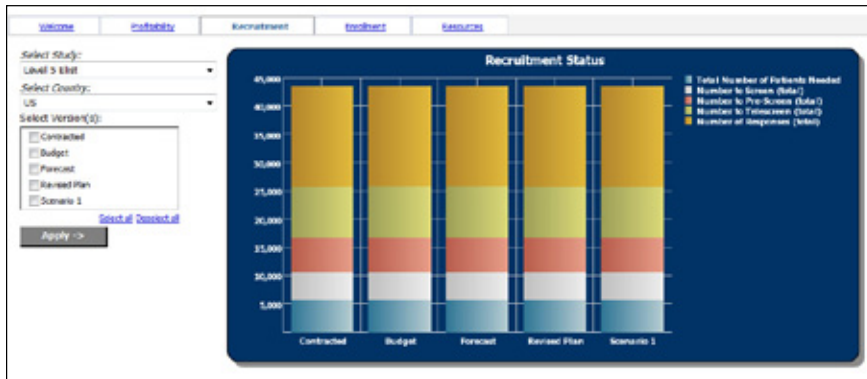 Welcome
Profitability
Recruitment
Enrollment
Resources
Select Study:
Level 5 Elist
Select Country:
US
Select Version(s):
Contracted
Budget
Forecast
Revised Plan
Scenario 1
Select all Deselect all
Apply ->
Recruitment Status
45,000
40,000
35,000
30,000
25,000
20,000
15,000
10,000
5,000
Contracted
Budget
Forecast
Revised Plan
Scenario 1
Total Number of Patients Needed
Number to Screen (total)
Number to Pre-Screen (total)
Number to Telescreen (total)
Number of Responses (total)